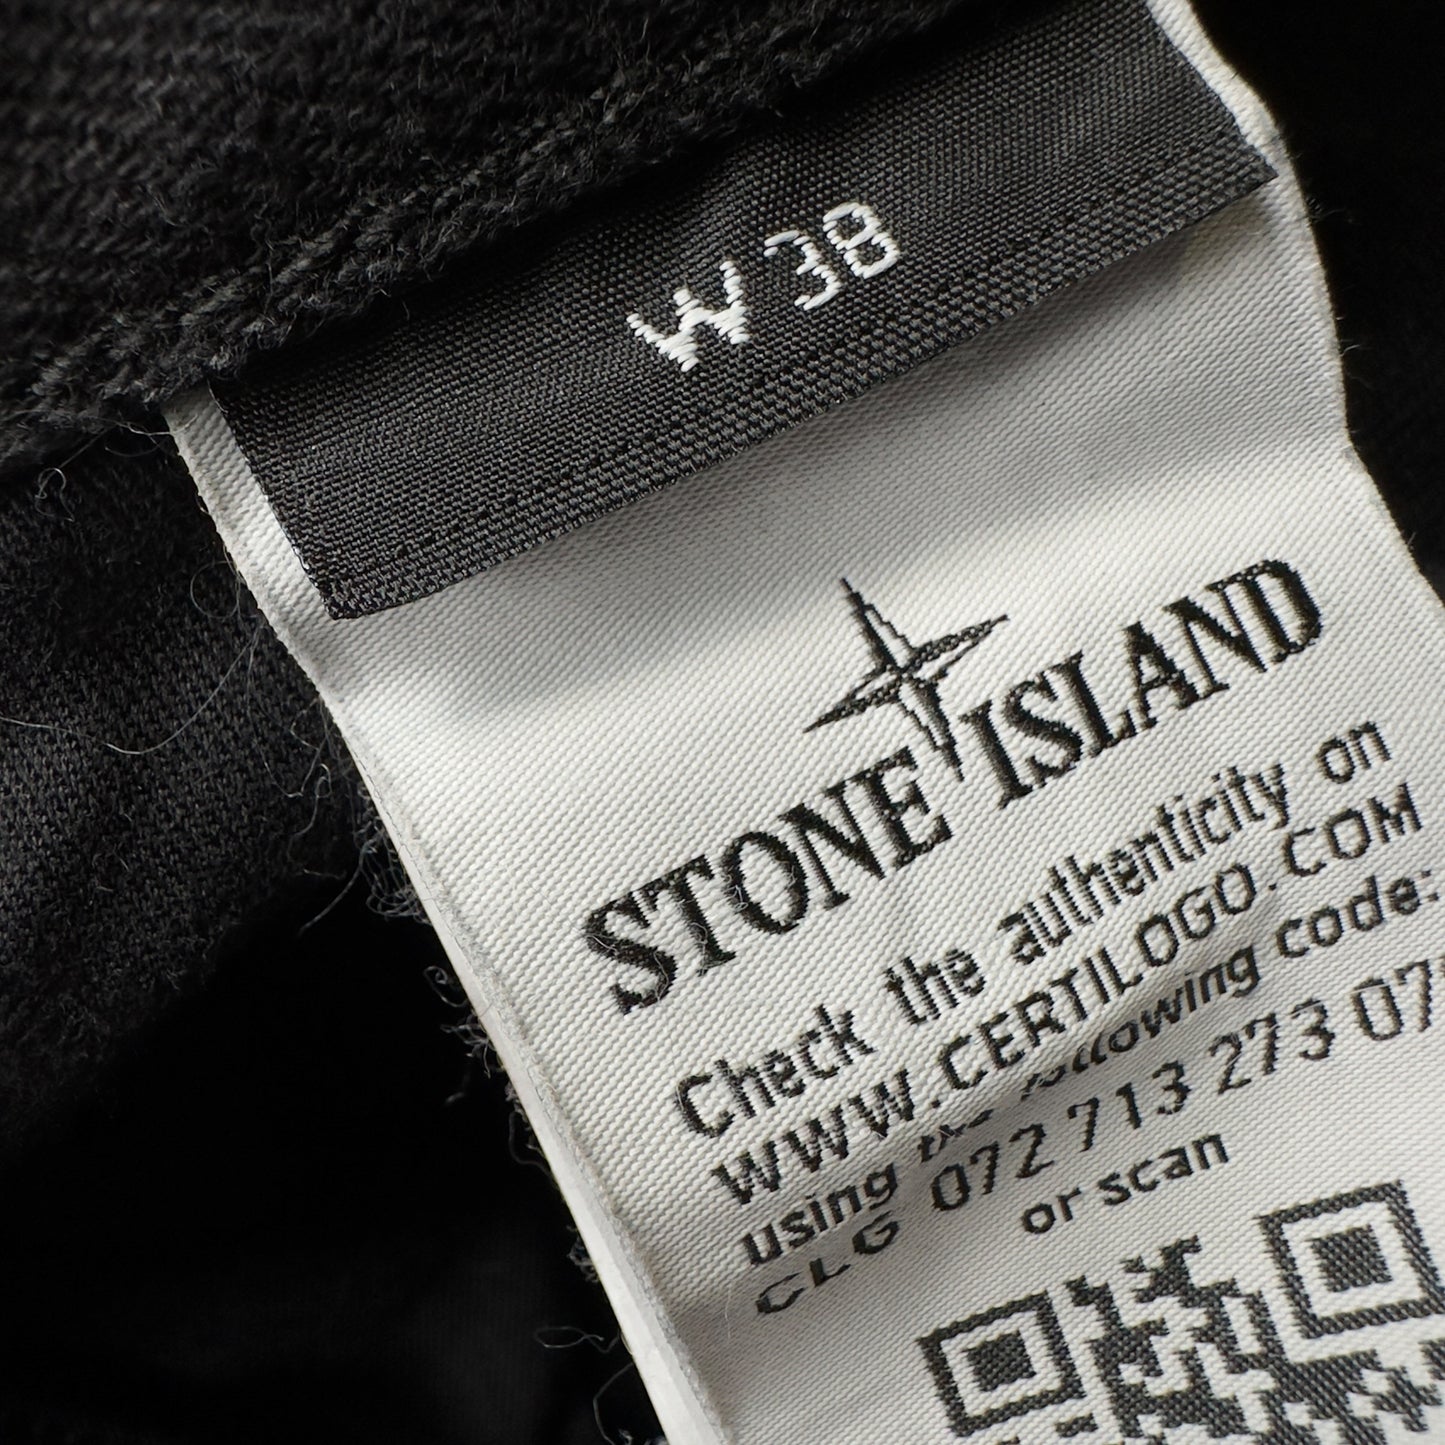 W38
STONE ISLAND
Check the authenticity on
WWW.CERTILOGO.COM
using the following code:
CLG 072 713 273 07
or scan